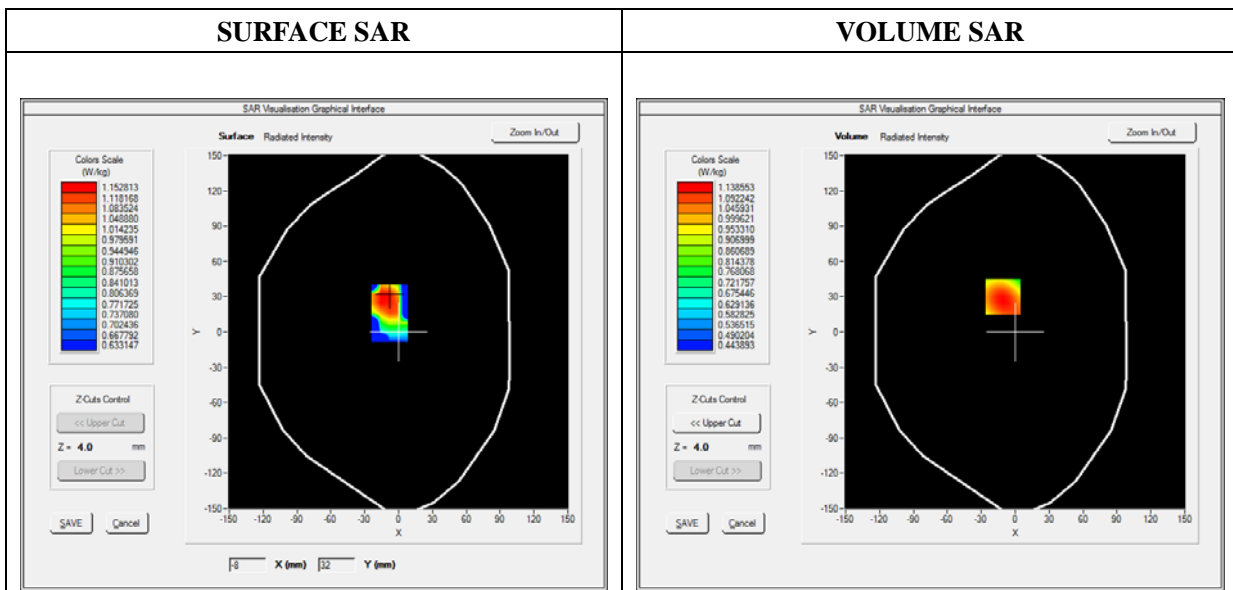 SURFACE SAR
SAR Visualisation Graphical Interface
Surface Radiated Intensity
Zoom In/Out
Colors Scale
(W/kg)
1.152813
1.118168
1.083524
1.048880
1.014235
0.979591
0.944946
0.910302
0.875658
0.841013
0.806369
0.771725
0.737080
0.702436
0.667792
0.633147
Z-Cuts Control
<< Upper Cut
Z = 4.0 mm
Lower Cut >>
SAVE Cancel
150
120
90
60
30
0
-30
-60
-90
-120
-150
Y
-150 -120 -90 -60 -30 0 30 60 90 120 150
X
-8 X (mm) 32 Y (mm)
VOLUME SAR
SAR Visualisation Graphical Interface
Volume Radiated Intensity
Zoom In/Out
Colors Scale
(W/kg)
1.138553
1.092242
1.045931
0.999621
0.953310
0.906999
0.860689
0.814378
0.768068
0.721757
0.675446
0.629136
0.582825
0.536515
0.490204
0.443893
Z-Cuts Control
<< Upper Cut
Z = 4.0 mm
Lower Cut >>
SAVE Cancel
150
120
90
60
30
0
-30
-60
-90
-120
-150
Y
-150 -120 -90 -60 -30 0 30 60 90 120 150
X